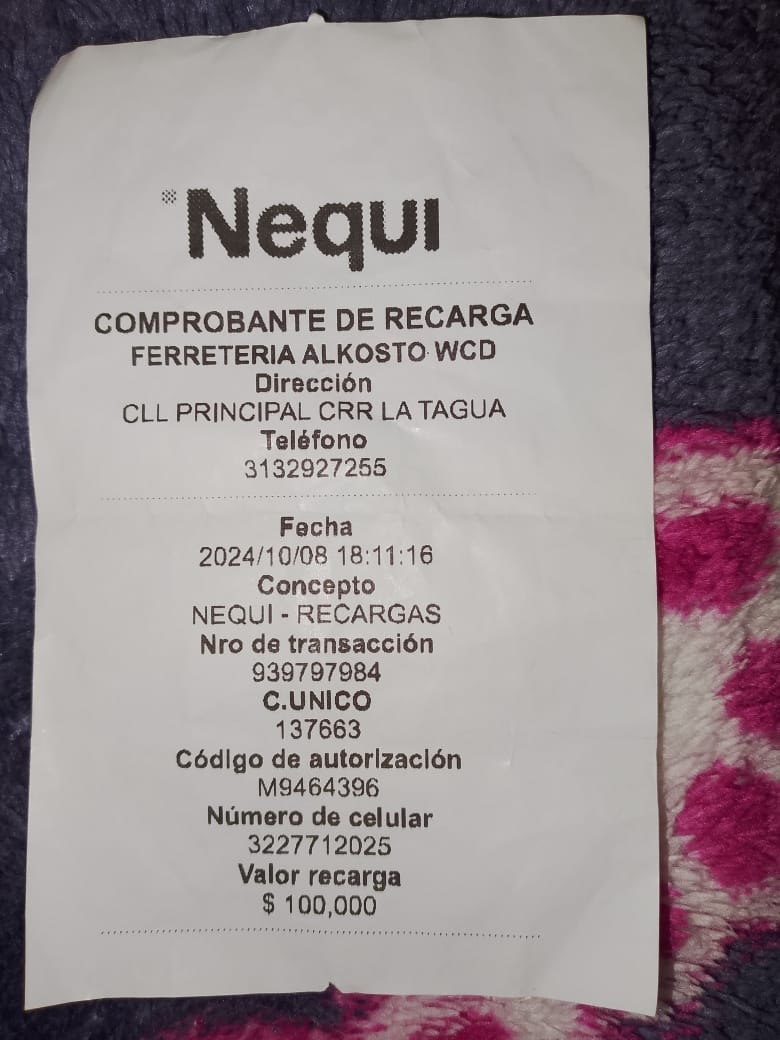 Nequi
COMPROBANTE DE RECARGA
FERRETERIA ALKOSTO WCD
Dirección
CLL PRINCIPAL CRR LA TAGUA
Teléfono
3132927255
Fecha
2024/10/08 18:11:16
Concepto
NEQUI - RECARGAS
Nro de transacción
939797984
C.UNICO
137663
Código de autorización
M9464396
Número de celular
3227712025
Valor recarga
$ 100,000